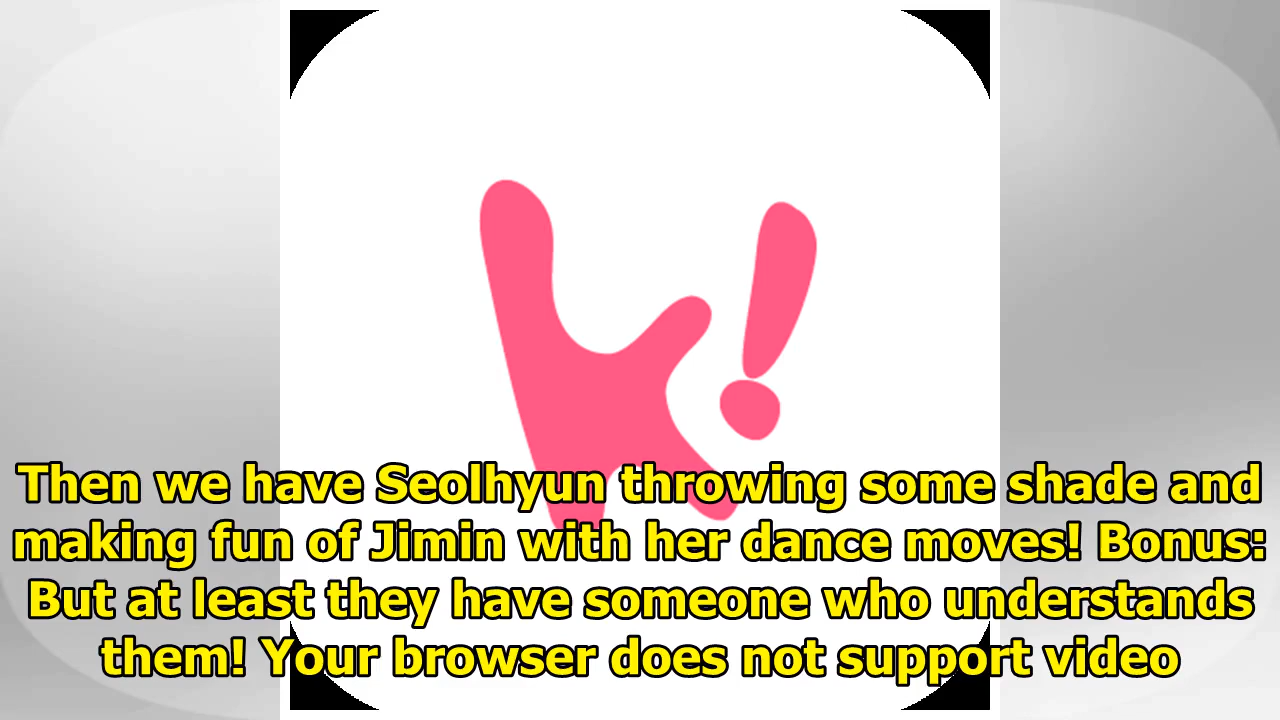 k!
Then we have Seolhyun throwing some shade and
making fun of Jimin with her dance moves! Bonus:
But at least they have someone who understands
them! Your browser does not support video